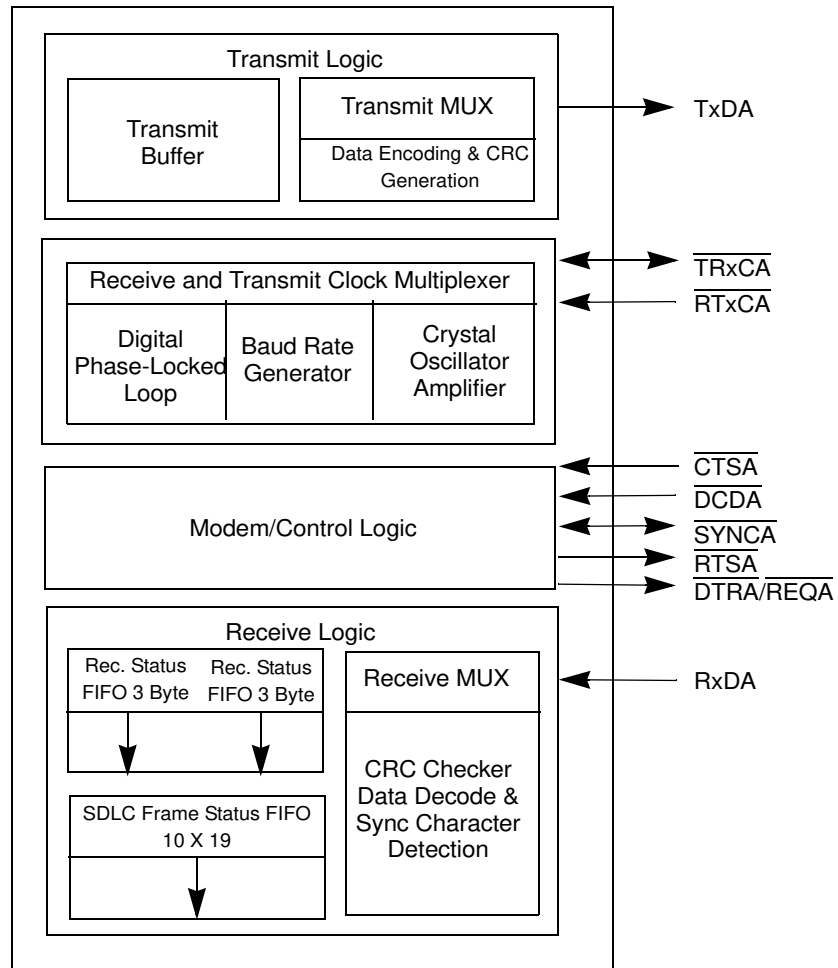 Transmit Logic
Transmit
Buffer
Transmit MUX
Data Encoding & CRC
Generation
TxDA
Receive and Transmit Clock Multiplexer
Digital
Phase-Locked
Loop
Baud Rate
Generator
Crystal
Oscillator
Amplifier
TRxCA
RTxCA
Modem/Control Logic
CTSA
DCDA
SYNCA
RTSA
DTRA/REQA
Receive Logic
Rec. Status
FIFO 3 Byte
Rec. Status
FIFO 3 Byte
Receive MUX
CRC Checker
Data Decode &
Sync Character
Detection
SDLC Frame Status FIFO
10 X 19
RxDA